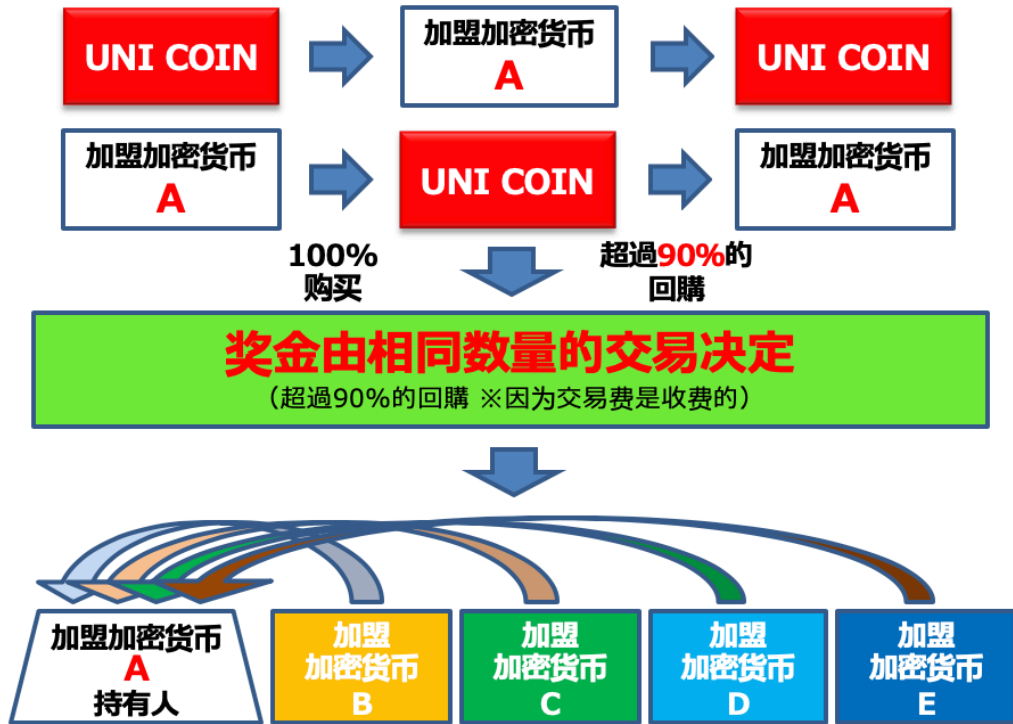 UNI COIN
加盟加密货币
A
UNI COIN
加盟加密货币
A
UNI COIN
加盟加密货币
A
100%
购买
超過90%的
回購
奖金由相同数量的交易决定
（超過90%的回購 ※因为交易费是收费的）
加盟加密货币
A
持有人
加盟
加密货币
B
加盟
加密货币
C
加盟
加密货币
D
加盟
加密货币
E